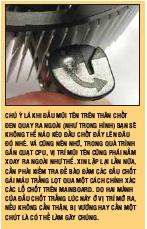 CHÚ Ý LÀ KHI ĐẦU MŨI TÊN TRÊN THÂN CHỐT
ĐEN QUAY RA NGOÀI (NHƯ TRONG HÌNH) BẠN SẼ
KHÔNG THỂ NÀO KÉO ĐẦU CHỐT ĐẨY LÊN ĐẦU
ĐÓ NHÉ. VÀ CŨNG NÊN NHỚ, TRONG QUÁ TRÌNH
GẮN QUẠT CPU, VỊ TRÍ MŨI TÊN CŨNG PHẢI NẰM
XOAY RA NGOÀI NHƯ THẾ. XIN LẬP LẠI LẦN NỮA,
CẦN PHẢI KIỂM TRA ĐỂ BẢO ĐẢM CÁC ĐẦU CHỐT
GÀI MÀU TRẮNG LỌT QUA MỘT CÁCH CHÍNH XÁC
CÁC LỖ CHỐT TRÊN MAINBOARD. DO HAI MẢNH
CỦA ĐẦU CHỐT TRẮNG LÚC NÀY Ở VỊ TRÍ MỞ RA,
NẾU KHÔNG CẨN THẬN, BỊ VƯỚNG HAY CẤN MỘT
CHÚT LÀ CÓ THỂ LÀM GÃY CHÚNG.